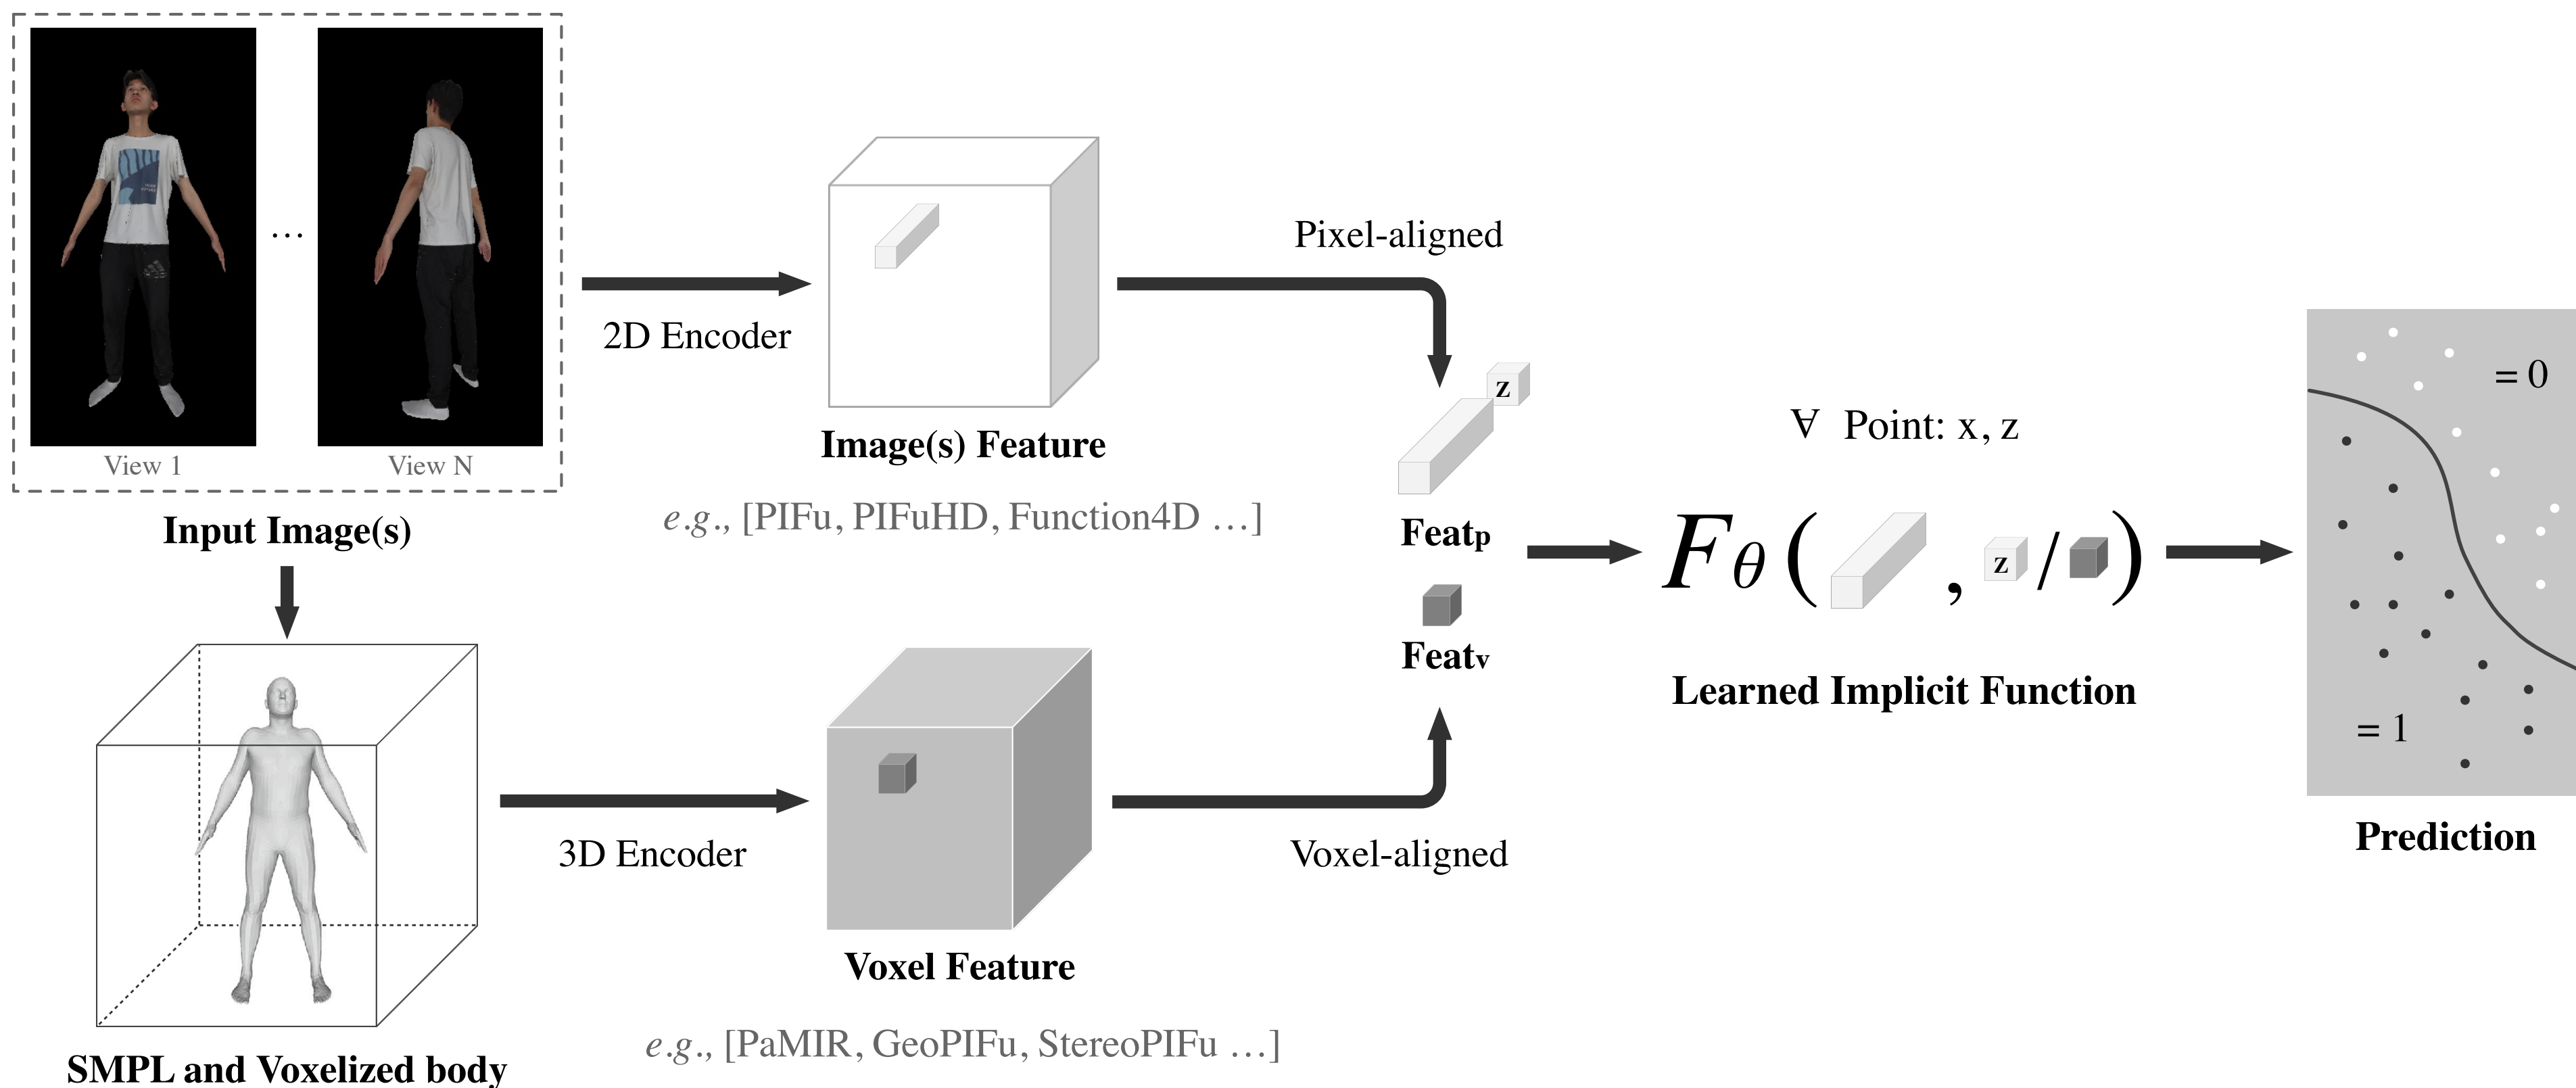 View 1
...
View N
Input Image(s)
2D Encoder
Image(s) Feature
e.g., [PIFu, PIFuHD, Function4D ...]
Pixel-aligned
z
Featp
Featv
SMPL and Voxelized body
3D Encoder
Voxel Feature
e.g., [PaMIR, GeoPIFu, StereoPIFu ...]
Voxel-aligned
∀ Point: x, z
Fθ ( , z / )
Learned Implicit Function
= 0
= 1
Prediction